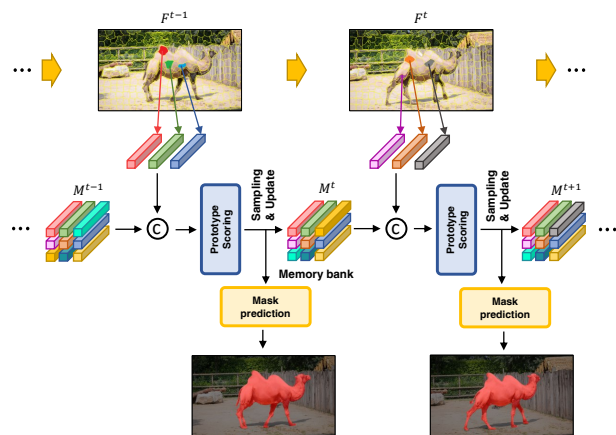 F^{t-1}
F^{t}
...
...
M^{t-1}
Sampling
& Update
M^{t}
Sampling
& Update
M^{t+1}
...
C
Prototype
Scoring
C
Prototype
Scoring
...
Memory bank
Mask
prediction
Mask
prediction